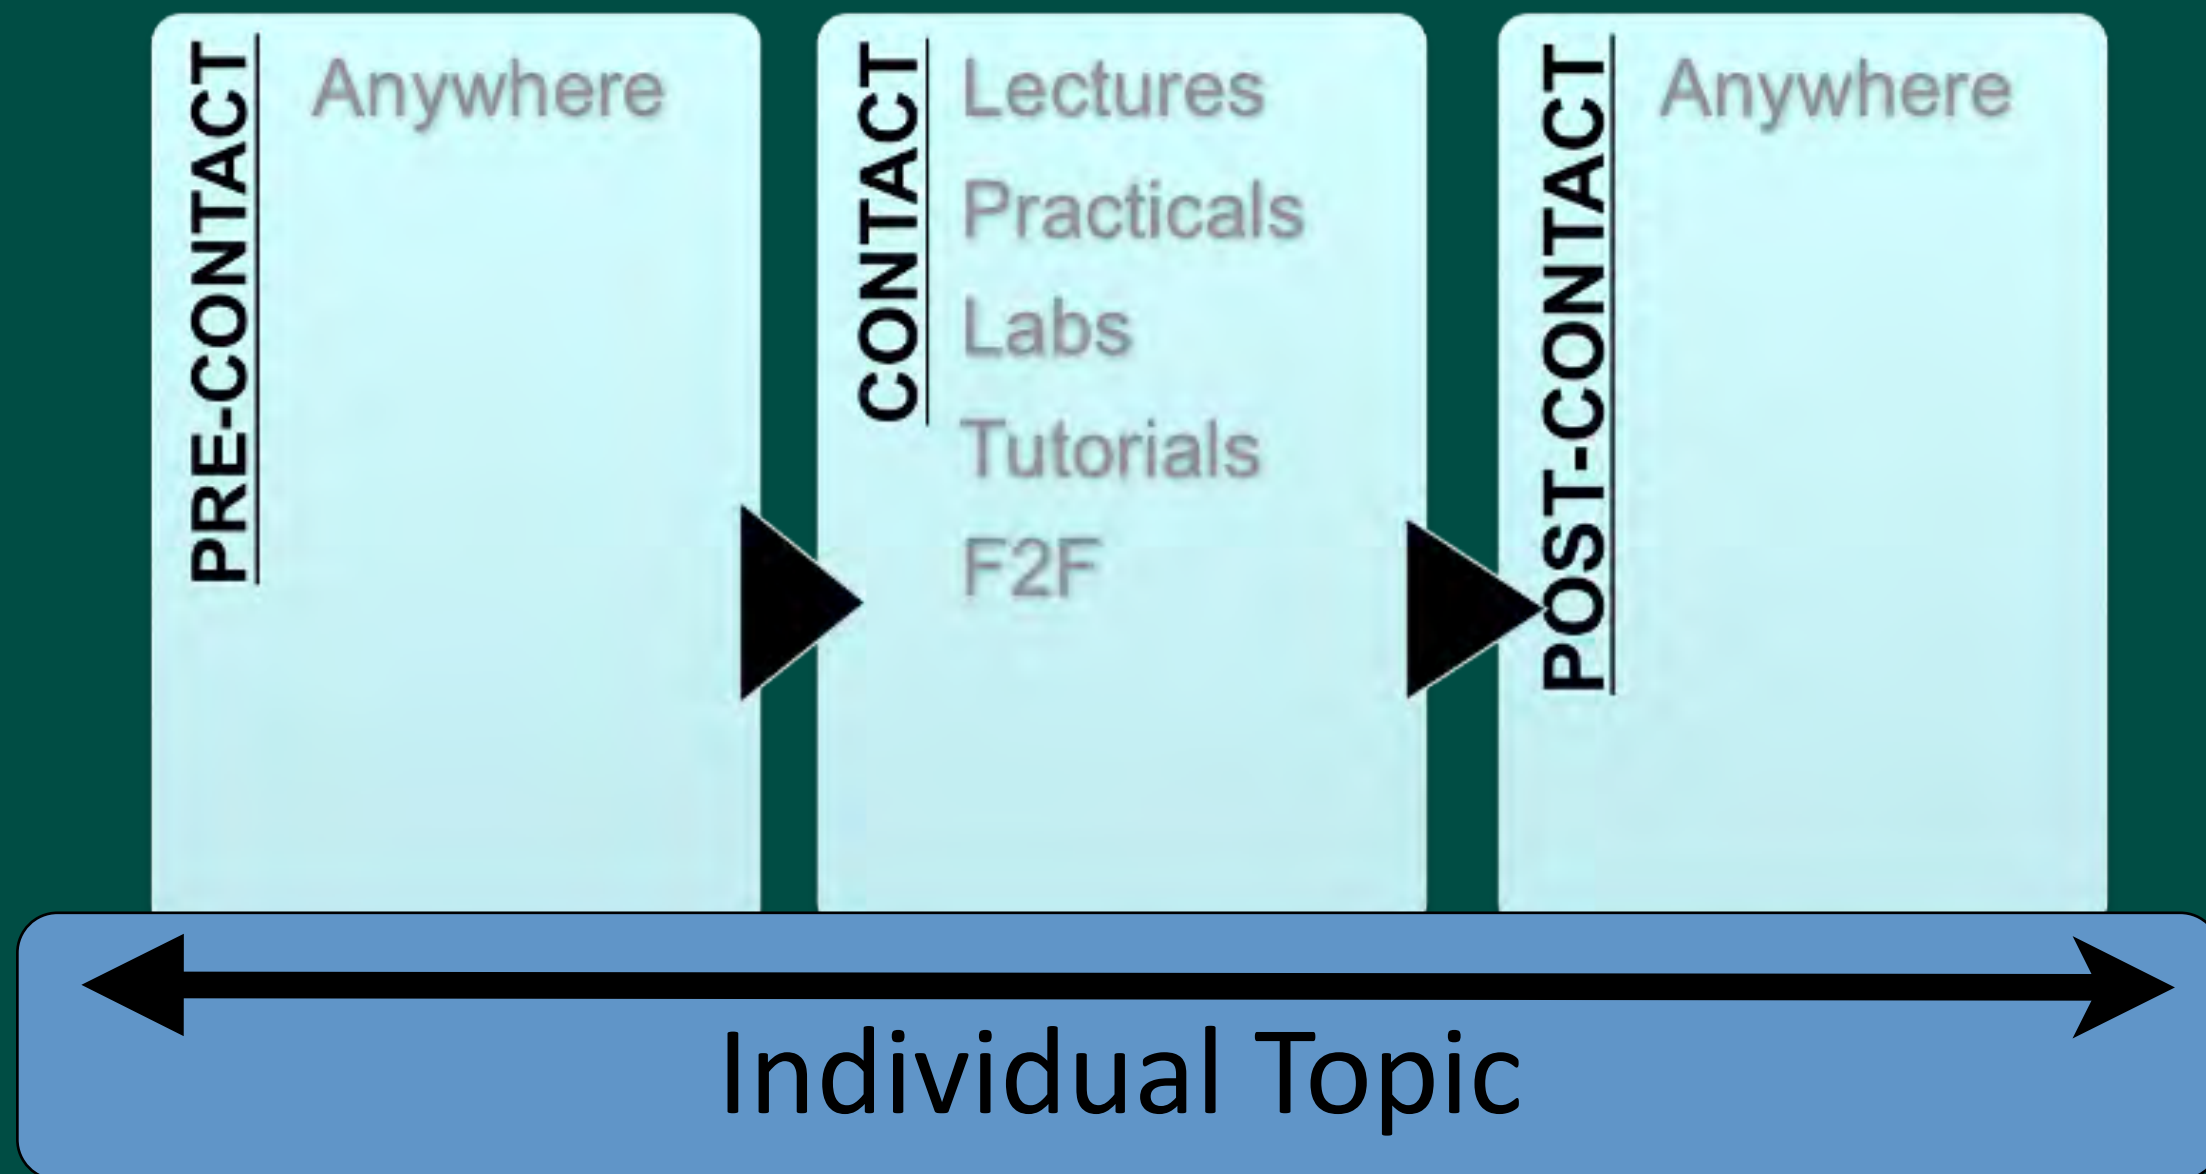 PRE-CONTACT
Anywhere
CONTACT
Lectures
Practicals
Labs
Tutorials
F2F
POST-CONTACT
Anywhere
Individual Topic